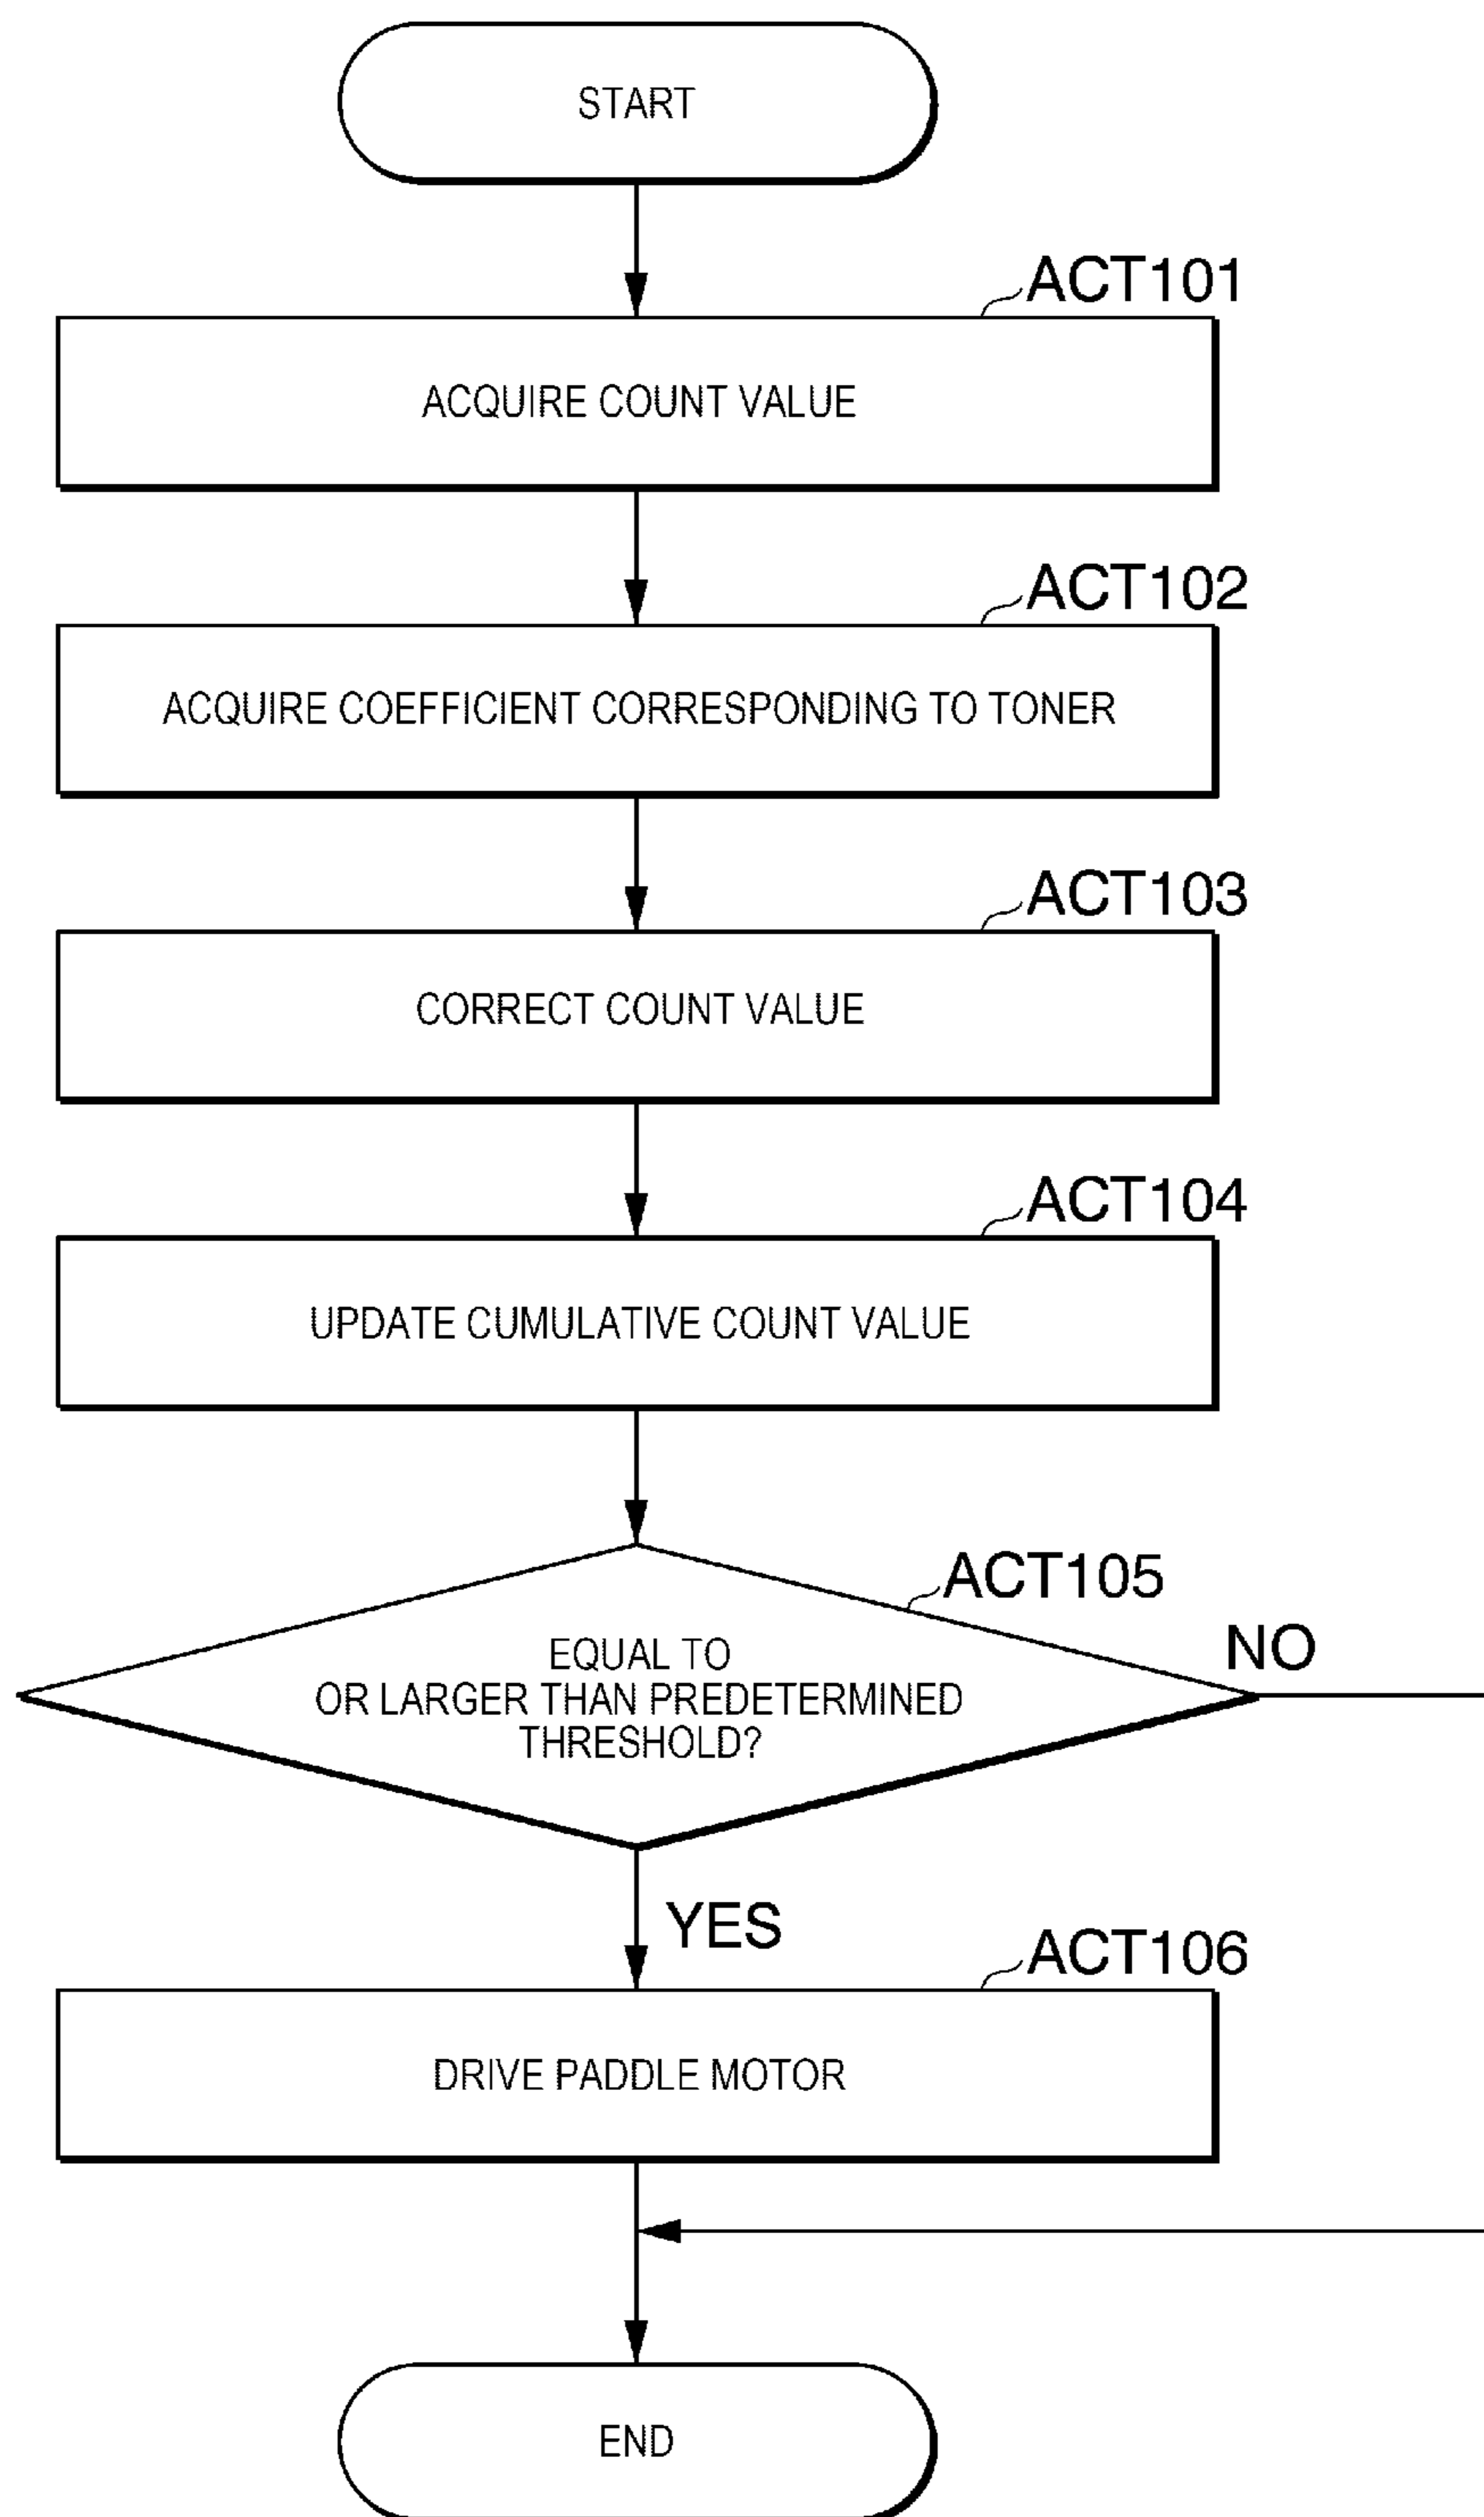 START
ACT101
ACQUIRE COUNT VALUE
ACT102
ACQUIRE COEFFICIENT CORRESPONDING TO TONER
ACT103
CORRECT COUNT VALUE
ACT104
UPDATE CUMULATIVE COUNT VALUE
ACT105
NO
EQUAL TO
OR LARGER THAN PREDETERMINED
THRESHOLD?
YES
ACT106
DRIVE PADDLE MOTOR
END